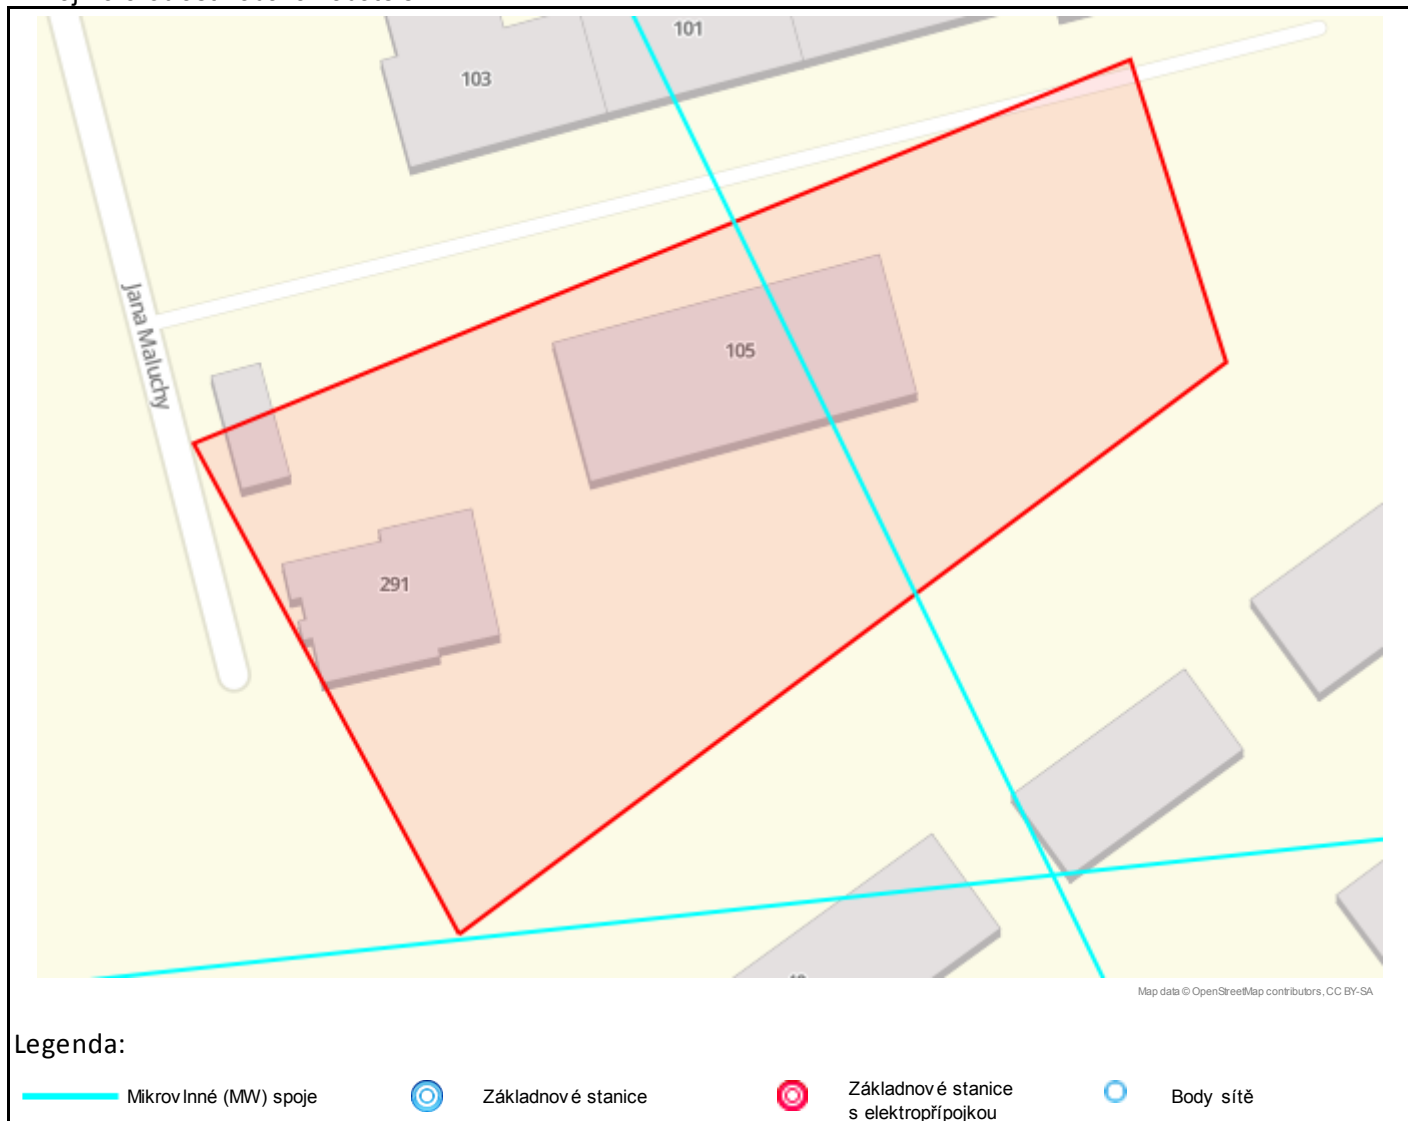 101
103
Jana Maluchy
105
291
Map data © OpenStreetMap contributors, CC BY-SA
Legenda:
Mikrovlnné (MW) spoje
Základnové stanice
Základnové stanice
s elektropřípojkou
Body sítě